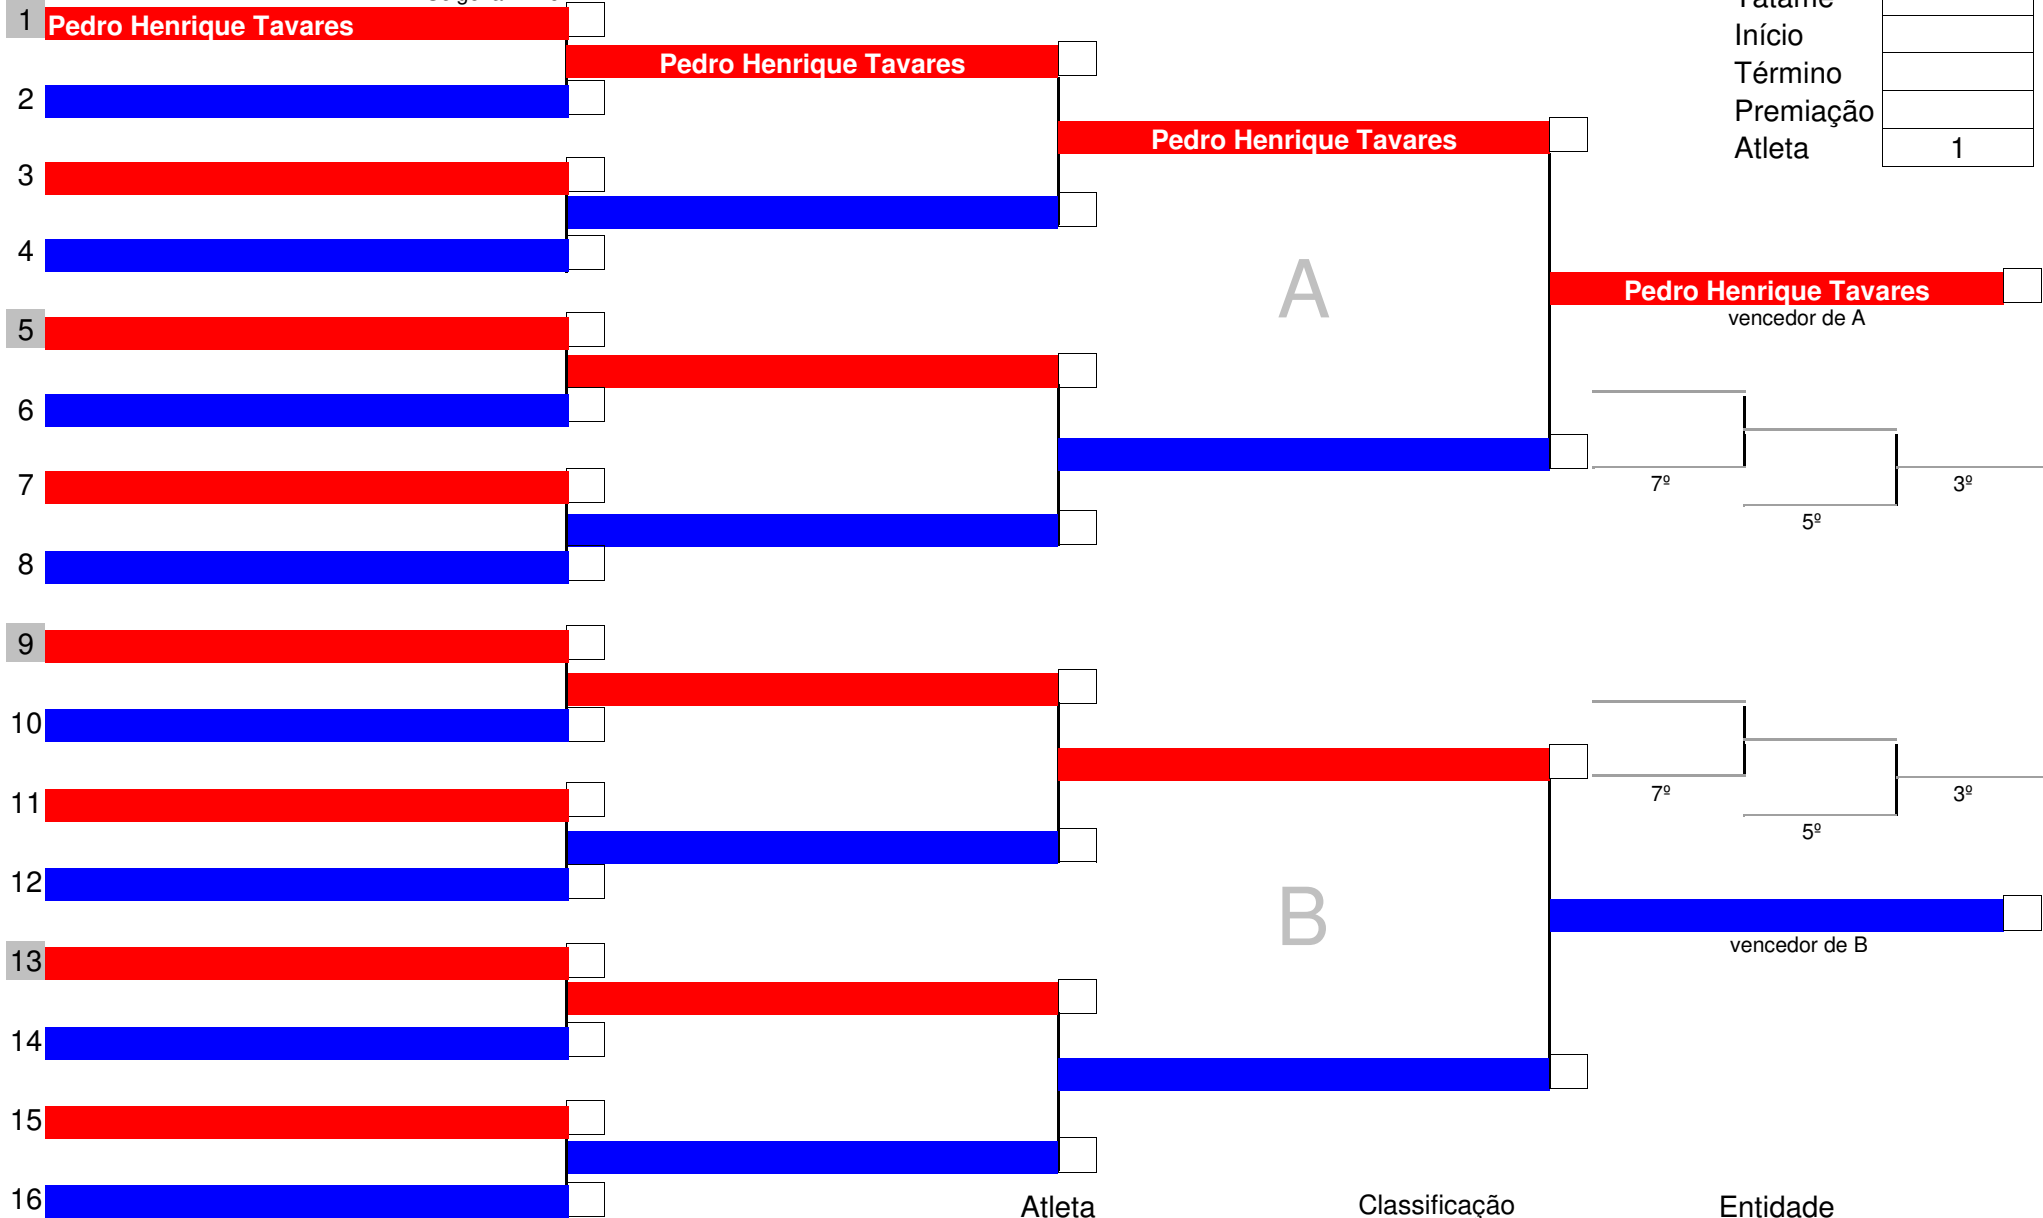 1 Pedro Henrique Tavares
Pedro Henrique Tavares
2
Pedro Henrique Tavares
3
4
Pedro Henrique Tavares
vencedor de A
A
5
6
7
8
7º
5º
3º
9
10
11
12
7º
5º
3º
B
vencedor de B
13
14
15
16
Tatame
Início
Término
Premiação
Atleta 1
Atleta Classificação Entidade